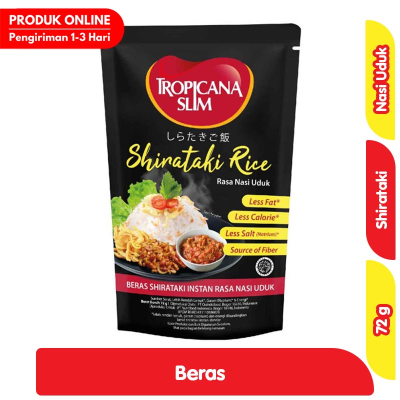 PRODUK ONLINE
Pengiriman 1-3 Hari
TROPICANA
SLIM
しらたきご飯
Shirataki Rice
Rasa Nasi Uduk
Less Fat*
Less Calorie*
Less Salt (Natrium)*
Source of Fiber
BERAS SHIRATAKI INSTAN RASA NASI UDUK
Nasi Uduk
Shirataki
72 g
Beras